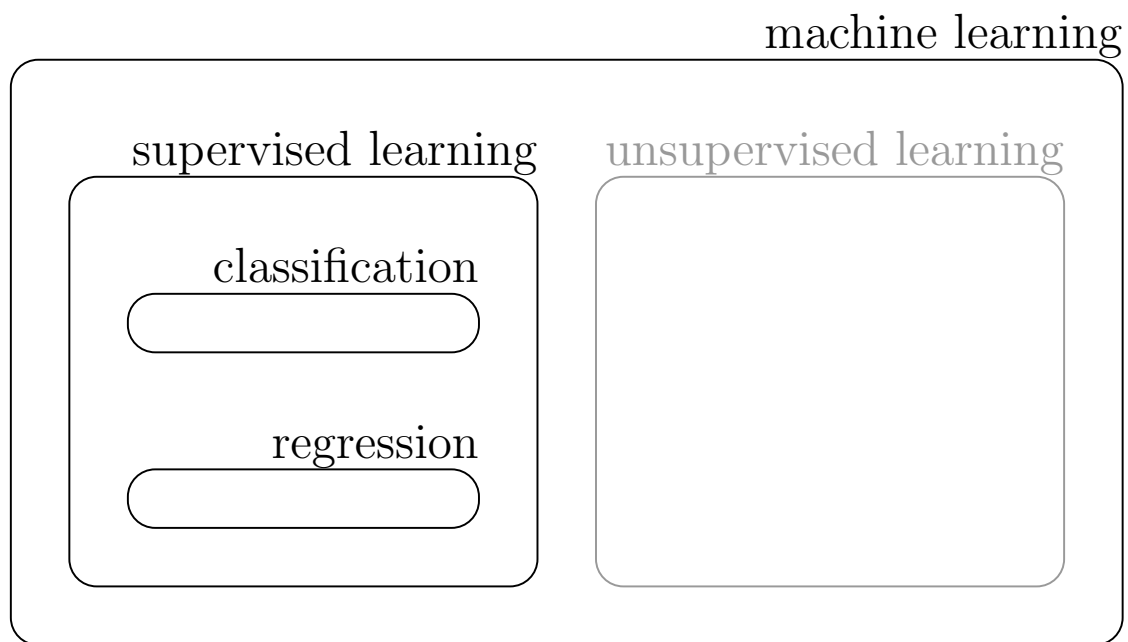 machine learning
supervised learning
unsupervised learning
classification
regression